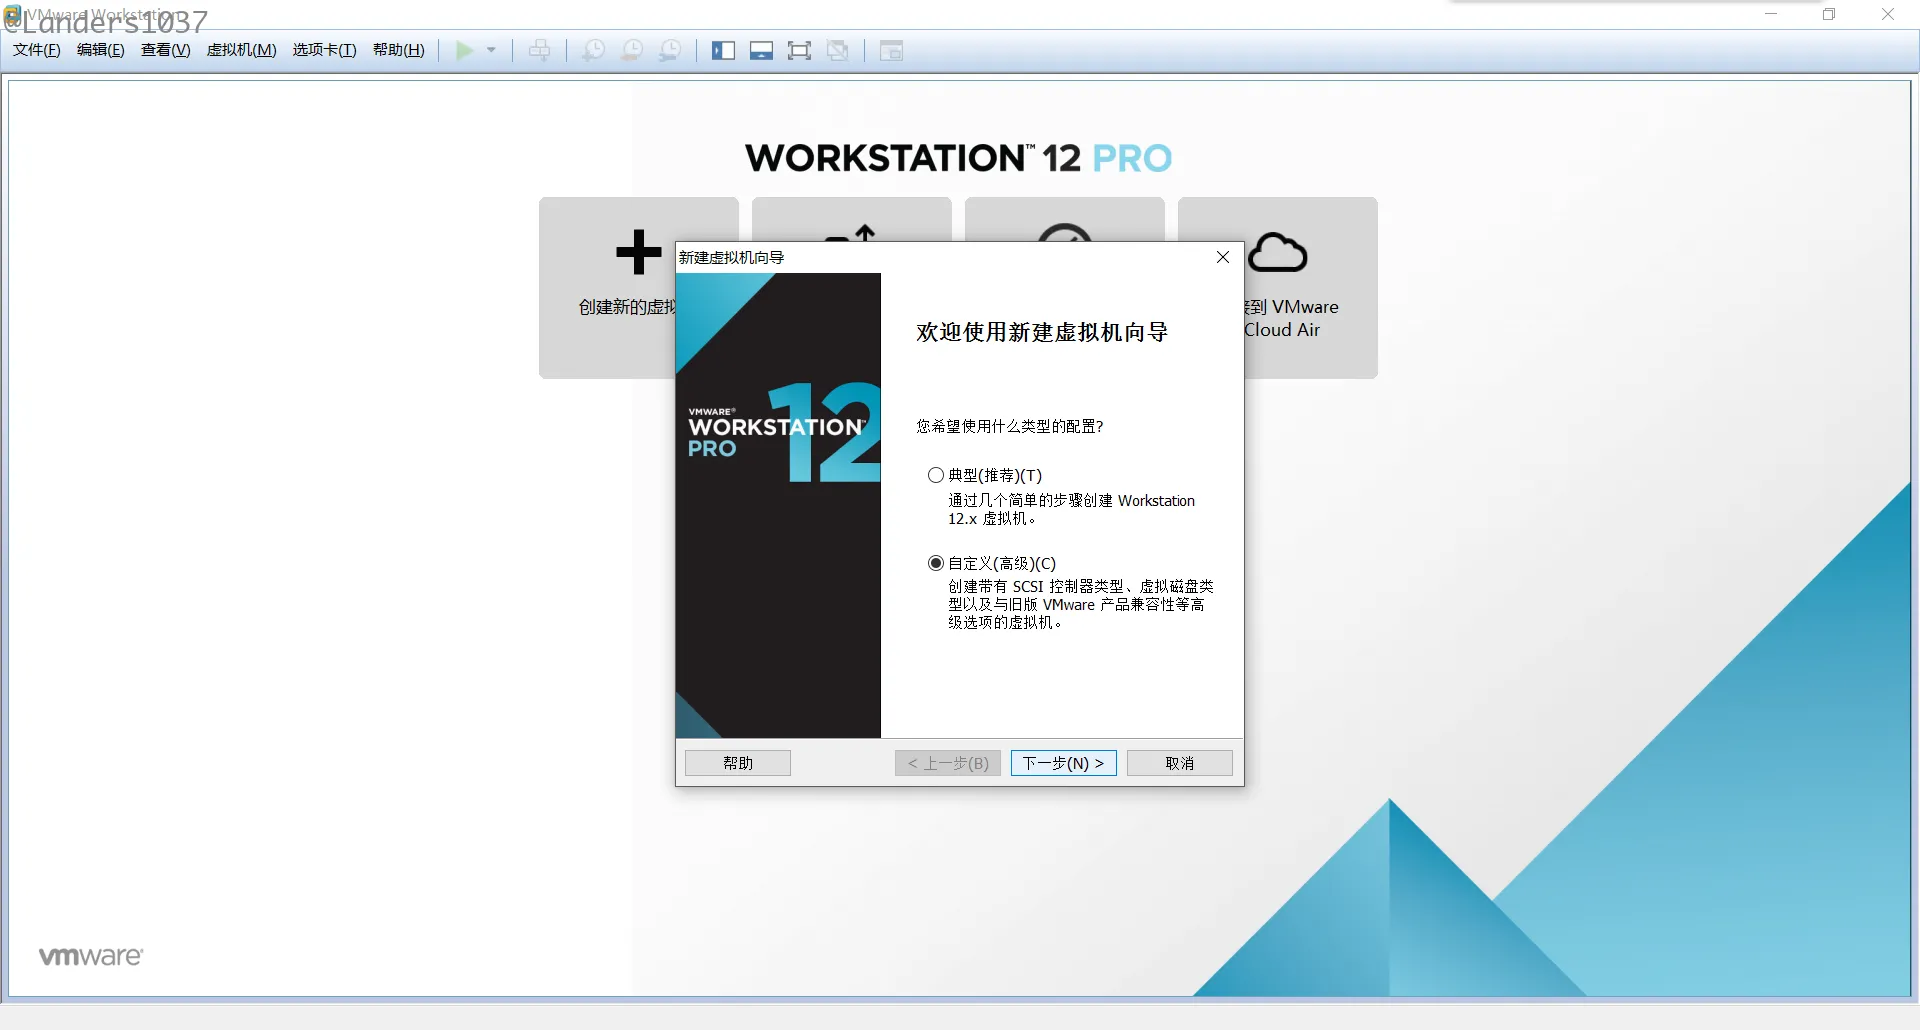 VMware Workstation
@Landers1037
文件(F) 编辑(E) 查看(V) 虚拟机(M) 选项卡(T) 帮助(H)
WORKSTATION™ 12 PRO
创建新的虚拟
接到 VMware
Cloud Air
新建虚拟机向导
VMWARE®
WORKSTATION™
PRO
12
欢迎使用新建虚拟机向导
您希望使用什么类型的配置?
典型(推荐)(T)
通过几个简单的步骤创建 Workstation
12.x 虚拟机。
自定义(高级)(C)
创建带有 SCSI 控制器类型、虚拟磁盘类
型以及与旧版 VMware 产品兼容性等高
级选项的虚拟机。
帮助
< 上一步(B)
下一步(N) >
取消
vmware®